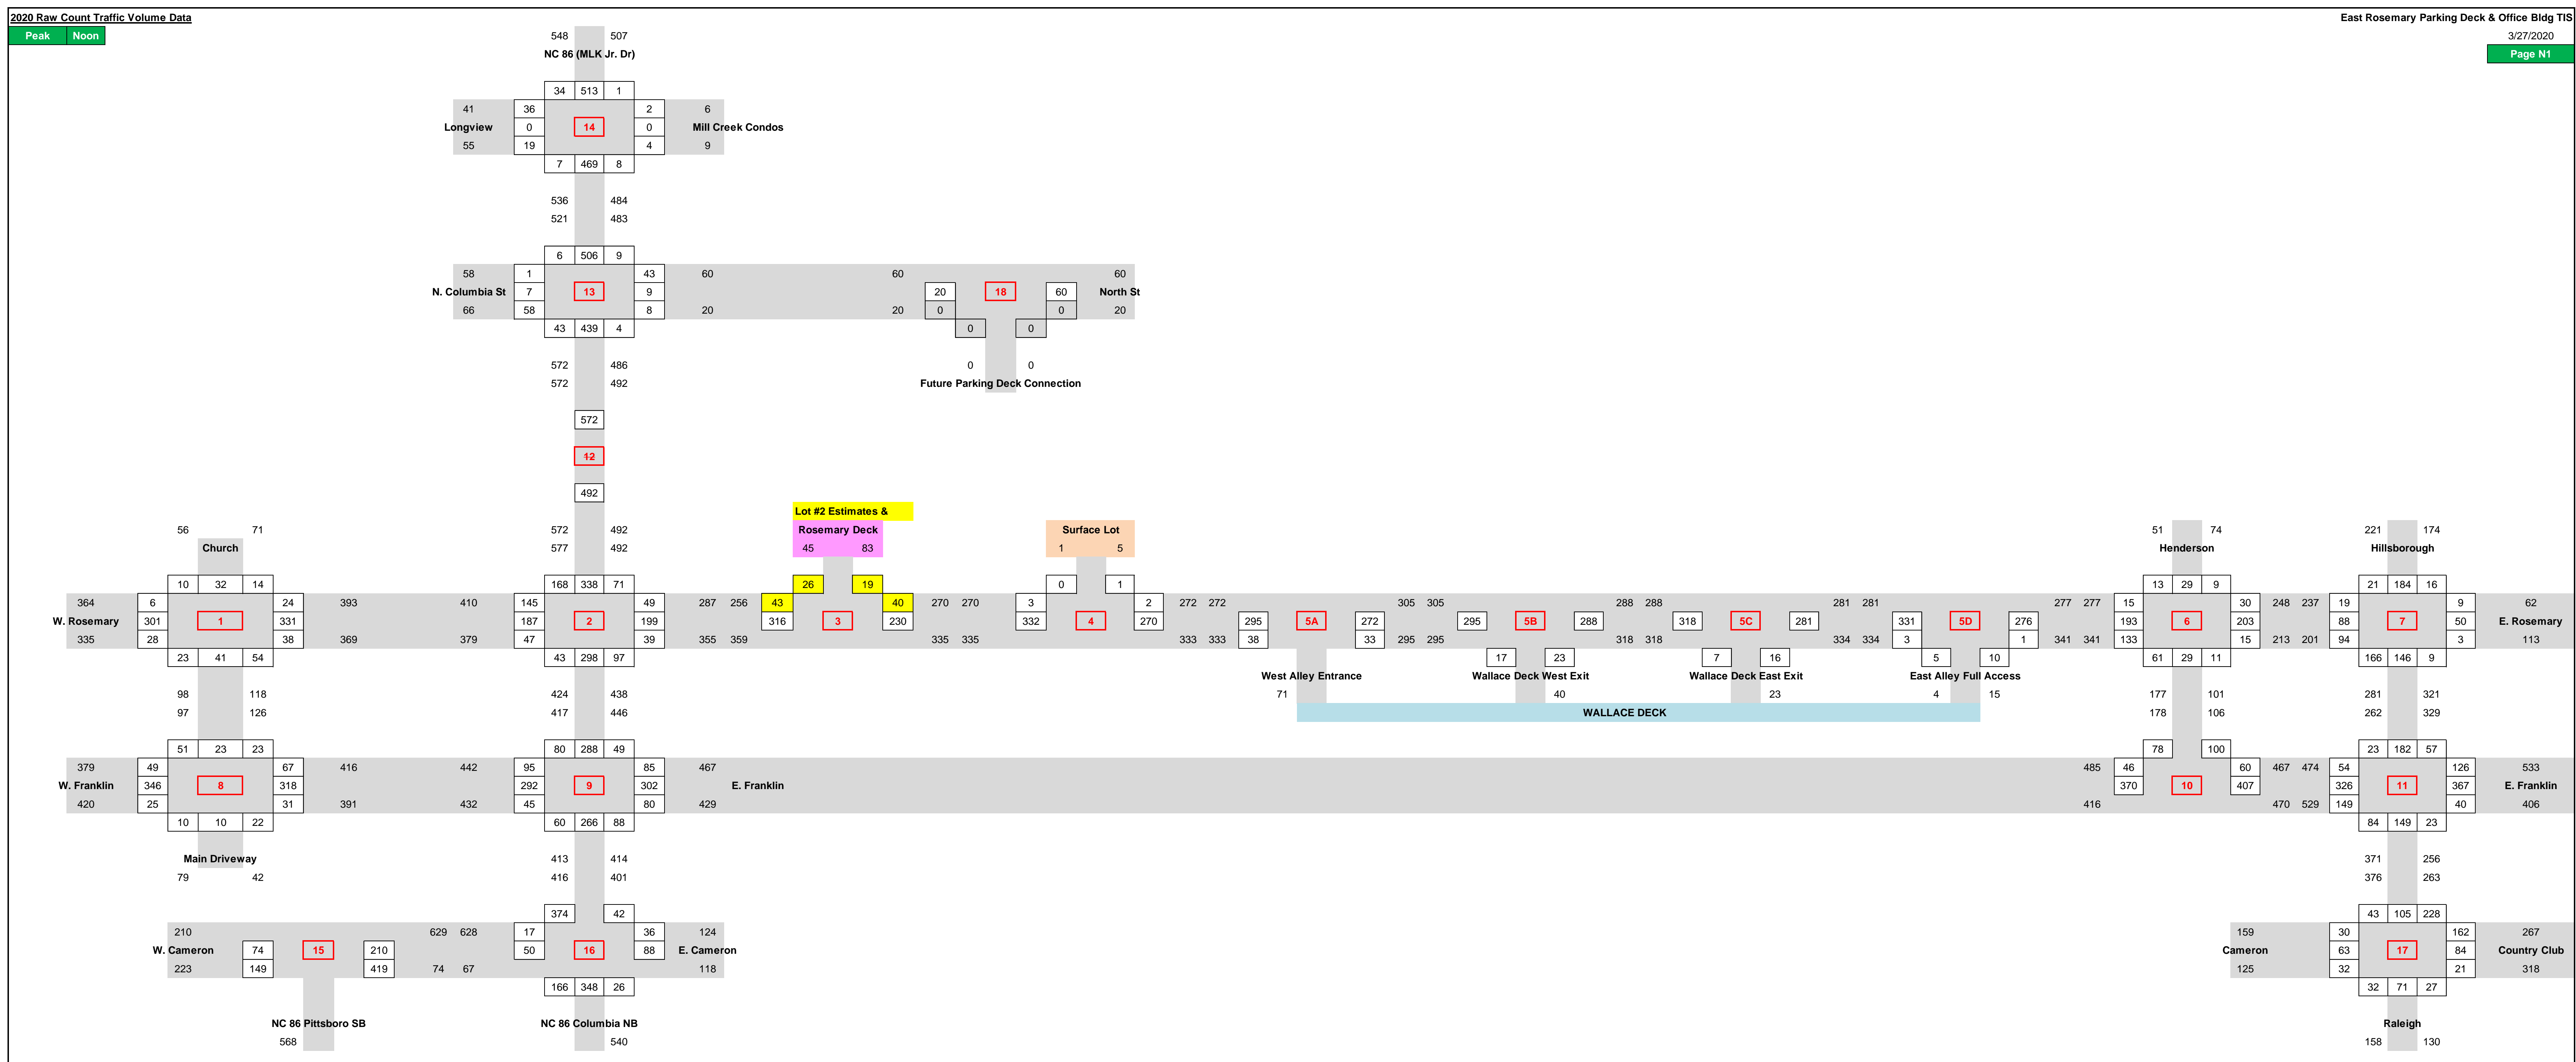 2020 Raw Count Traffic Volume Data East Rosemary Parking Deck & Office Bldg TIS
Peak Noon 548 507 3/27/2020
NC 86 (MLK Jr. Dr) Page N1
34 513 1
41 36 2 6
Longview 0 14 0 Mill Creek Condos
55 19 4 9
7 469 8
536 484
521 483
6 506 9
58 1 43 60 60 60
N. Columbia St 7 13 9 20 18 60 North St
66 58 8 20 20 0 0 20
43 439 4 0 0
572 486 0 0
572 492 Future Parking Deck Connection
572
12
492
Lot #2 Estimates &
56 71 572 492 Rosemary Deck Surface Lot 51 74 221 174
Church 577 492 45 83 1 5 Henderson Hillsborough
10 32 14 168 338 71 26 19 0 1 13 29 9 21 184 16
364 6 24 393 410 145 49 287 256 43 40 270 270 3 2 272 272 305 305 288 288 281 281 277 277 15 30 248 237 19 9 62
W. Rosemary 301 1 331 187 2 199 316 3 230 332 4 270 295 5A 272 295 5B 288 318 5C 281 331 5D 276 193 6 203 88 7 50 E. Rosemary
335 28 38 369 379 47 39 355 359 335 335 333 333 38 33 295 295 318 318 334 334 3 1 341 341 133 15 213 201 94 3 113
23 41 54 43 298 97 17 23 7 16 5 10 61 29 11 166 146 9
West Alley Entrance Wallace Deck West Exit Wallace Deck East Exit East Alley Full Access
98 118 424 438 71 40 23 4 15 177 101 281 321
97 126 417 446 WALLACE DECK 178 106 262 329
51 23 23 80 288 49 78 100 23 182 57
379 49 67 416 442 95 85 467 485 46 60 467 474 54 126 533
W. Franklin 346 8 318 292 9 302 E. Franklin 370 10 407 326 11 367 E. Franklin
420 25 31 391 432 45 80 429 416 470 529 149 40 406
10 10 22 60 266 88 84 149 23
Main Driveway 413 414 371 256
79 42 416 401 376 263
374 42 43 105 228
210 629 628 17 36 124 159 30 162 267
W. Cameron 74 15 210 50 16 88 E. Cameron Cameron 63 17 84 Country Club
223 149 419 74 67 118 125 32 21 318
166 348 26 32 71 27
NC 86 Pittsboro SB NC 86 Columbia NB Raleigh
568 540 158 130